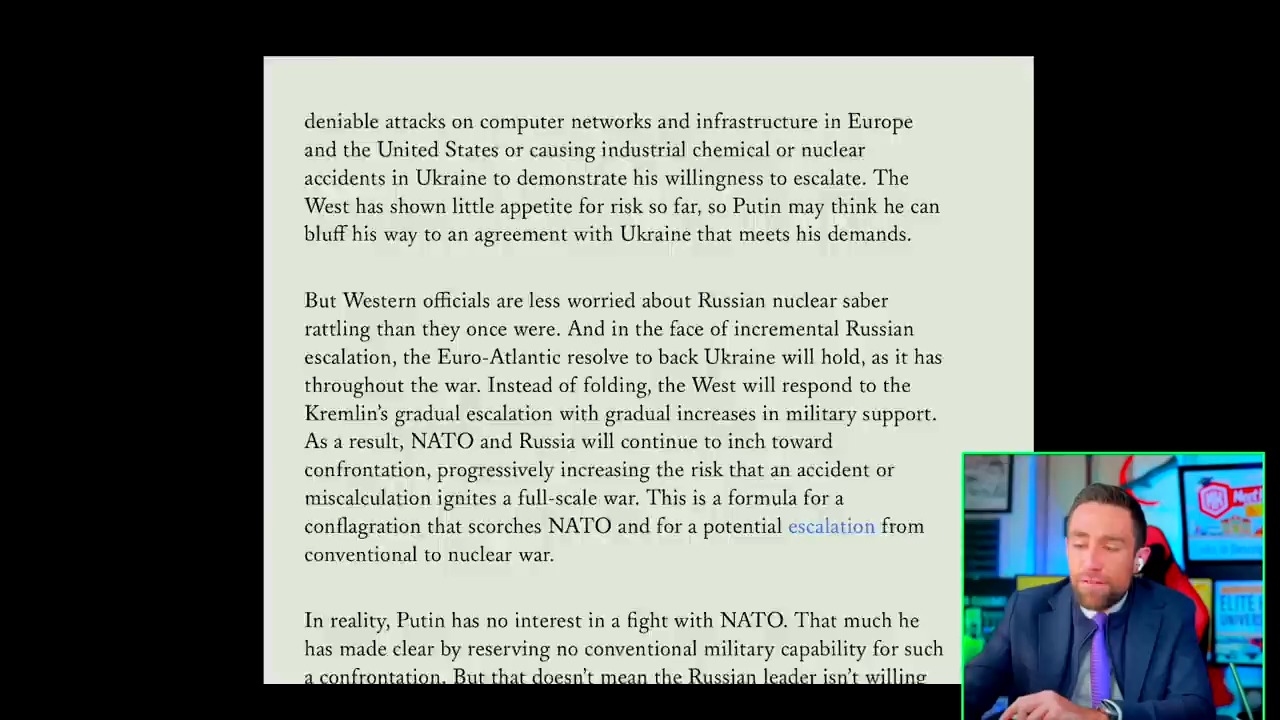 deniable attacks on computer networks and infrastructure in Europe
and the United States or causing industrial chemical or nuclear
accidents in Ukraine to demonstrate his willingness to escalate. The
West has shown little appetite for risk so far, so Putin may think he can
bluff his way to an agreement with Ukraine that meets his demands.
But Western officials are less worried about Russian nuclear saber
rattling than they once were. And in the face of incremental Russian
escalation, the Euro-Atlantic resolve to back Ukraine will hold, as it has
throughout the war. Instead of folding, the West will respond to the
Kremlin's gradual escalation with gradual increases in military support.
As a result, NATO and Russia will continue to inch toward
confrontation, progressively increasing the risk that an accident or
miscalculation ignites a full-scale war. This is a formula for a
conflagration that scorches NATO and for a potential escalation from
conventional to nuclear war.
In reality, Putin has no interest in a fight with NATO. That much he
has made clear by reserving no conventional military capability for such
a confrontation. But that doesn't mean the Russian leader isn't willing
ELITE
UNIVER